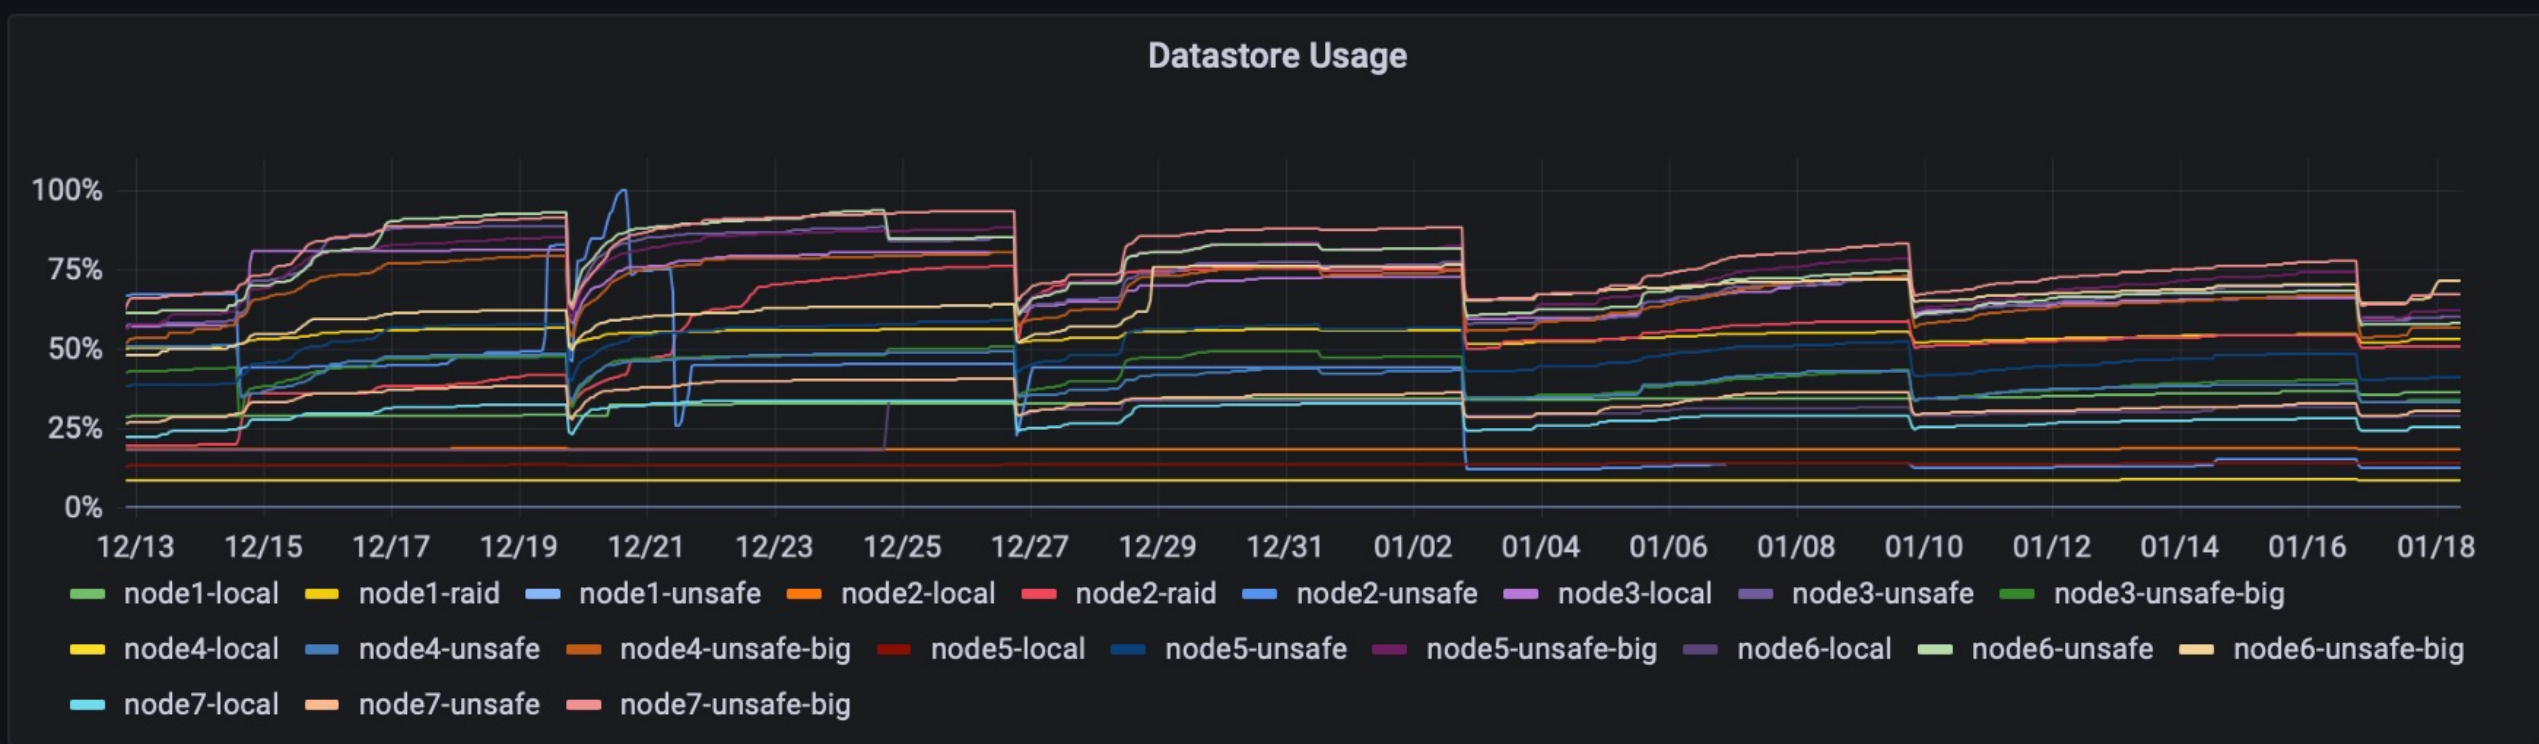 Datastore Usage
100%
75%
50%
25%
0%
12/13 12/15 12/17 12/19 12/21 12/23 12/25 12/27 12/29 12/31 01/02 01/04 01/06 01/08 01/10 01/12 01/14 01/16 01/18
node1-local node1-raid node1-unsafe node2-local node2-raid node2-unsafe node3-local node3-unsafe node3-unsafe-big
node4-local node4-unsafe node4-unsafe-big node5-local node5-unsafe node5-unsafe-big node6-local node6-unsafe node6-unsafe-big
node7-local node7-unsafe node7-unsafe-big